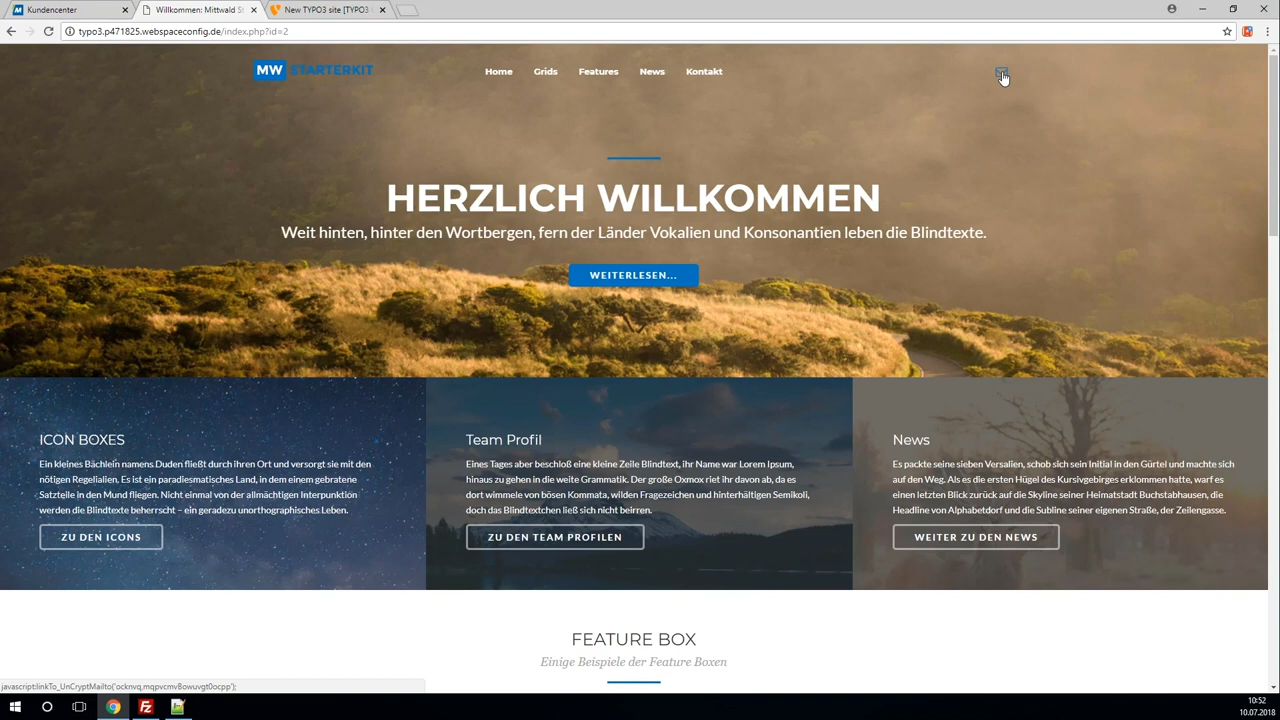 Kundencenter
Willkommen: Mittwald St
New TYPO3 site [TYPO3
typo3.p471825.webspaceconfig.de/index.php?id=2
MW STARTERKIT
Home Grids Features News Kontakt
HERZLICH WILLKOMMEN
Weit hinten, hinter den Wortbergen, fern der Länder Vokalien und Konsonantien leben die Blindtexte.
WEITERLESEN...
ICON BOXES
Ein kleines Bächlein namens Duden fließt durch ihren Ort und versorgt sie mit den
nötigen Regelialien. Es ist ein paradiesmatisches Land, in dem einem gebratene
Satzteile in den Mund fliegen. Nicht einmal von der allmächtigen Interpunktion
werden die Blindtexte beherrscht – ein geradezu unorthographisches Leben.
ZU DEN ICONS
Team Profil
Eines Tages aber beschloß eine kleine Zeile Blindtext, ihr Name war Lorem Ipsum,
hinaus zu gehen in die weite Grammatik. Der große Oxmox riet ihr davon ab, da es
dort wimmele von bösen Kommata, wilden Fragezeichen und hinterhältigen Semikoli,
doch das Blindtextchen ließ sich nicht beirren.
ZU DEN TEAM PROFILEN
News
Es packte seine sieben Versalien, schob sich sein Initial in den Gürtel und machte sich
auf den Weg. Als es die ersten Hügel des Kursivgebirges erklommen hatte, warf es
einen letzten Blick zurück auf die Skyline seiner Heimatstadt Buchstabhausen, die
Headline von Alphabetdorf und die Subline seiner eigenen Straße, der Zeilengasse.
WEITER ZU DEN NEWS
FEATURE BOX
Einige Beispiele der Feature Boxen
javascript:linkTo_UnCryptMailto('ocknvq,mqpvcmvBowuvgt0ocpp');
10:52
10.07.2018